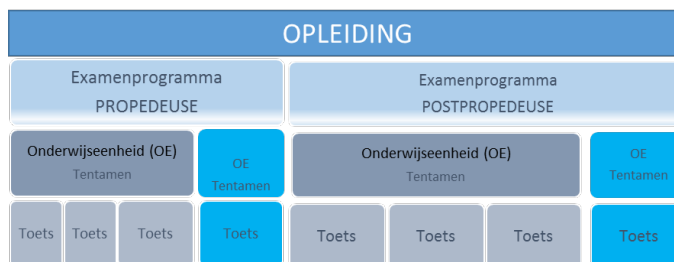 OPLEIDING
Examenprogramma
PROPEDEUSE
Examenprogramma
POSTPROPEDEUSE
Onderwijseenheid (OE)
Tentamen
OE
Tentamen
Onderwijseenheid (OE)
Tentamen
OE
Tentamen
Toets
Toets
Toets
Toets
Toets
Toets
Toets
Toets